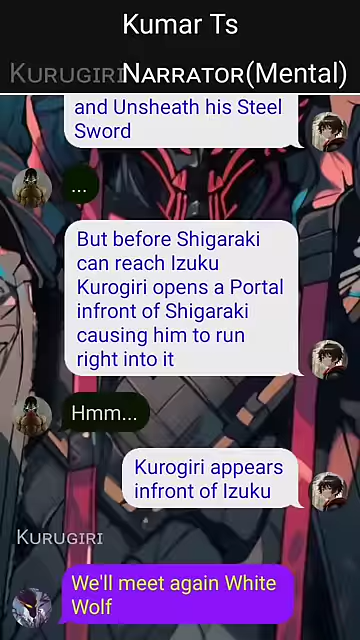 Kumar Ts
KURUGIRI NARRATOR(Mental)
and Unsheath his Steel
Sword
...
But before Shigaraki
can reach Izuku
Kurogiri opens a Portal
infront of Shigaraki
causing him to run
right into it
Hmm...
Kurogiri appears
infront of Izuku
KURUGIRI
We'll meet again White
Wolf